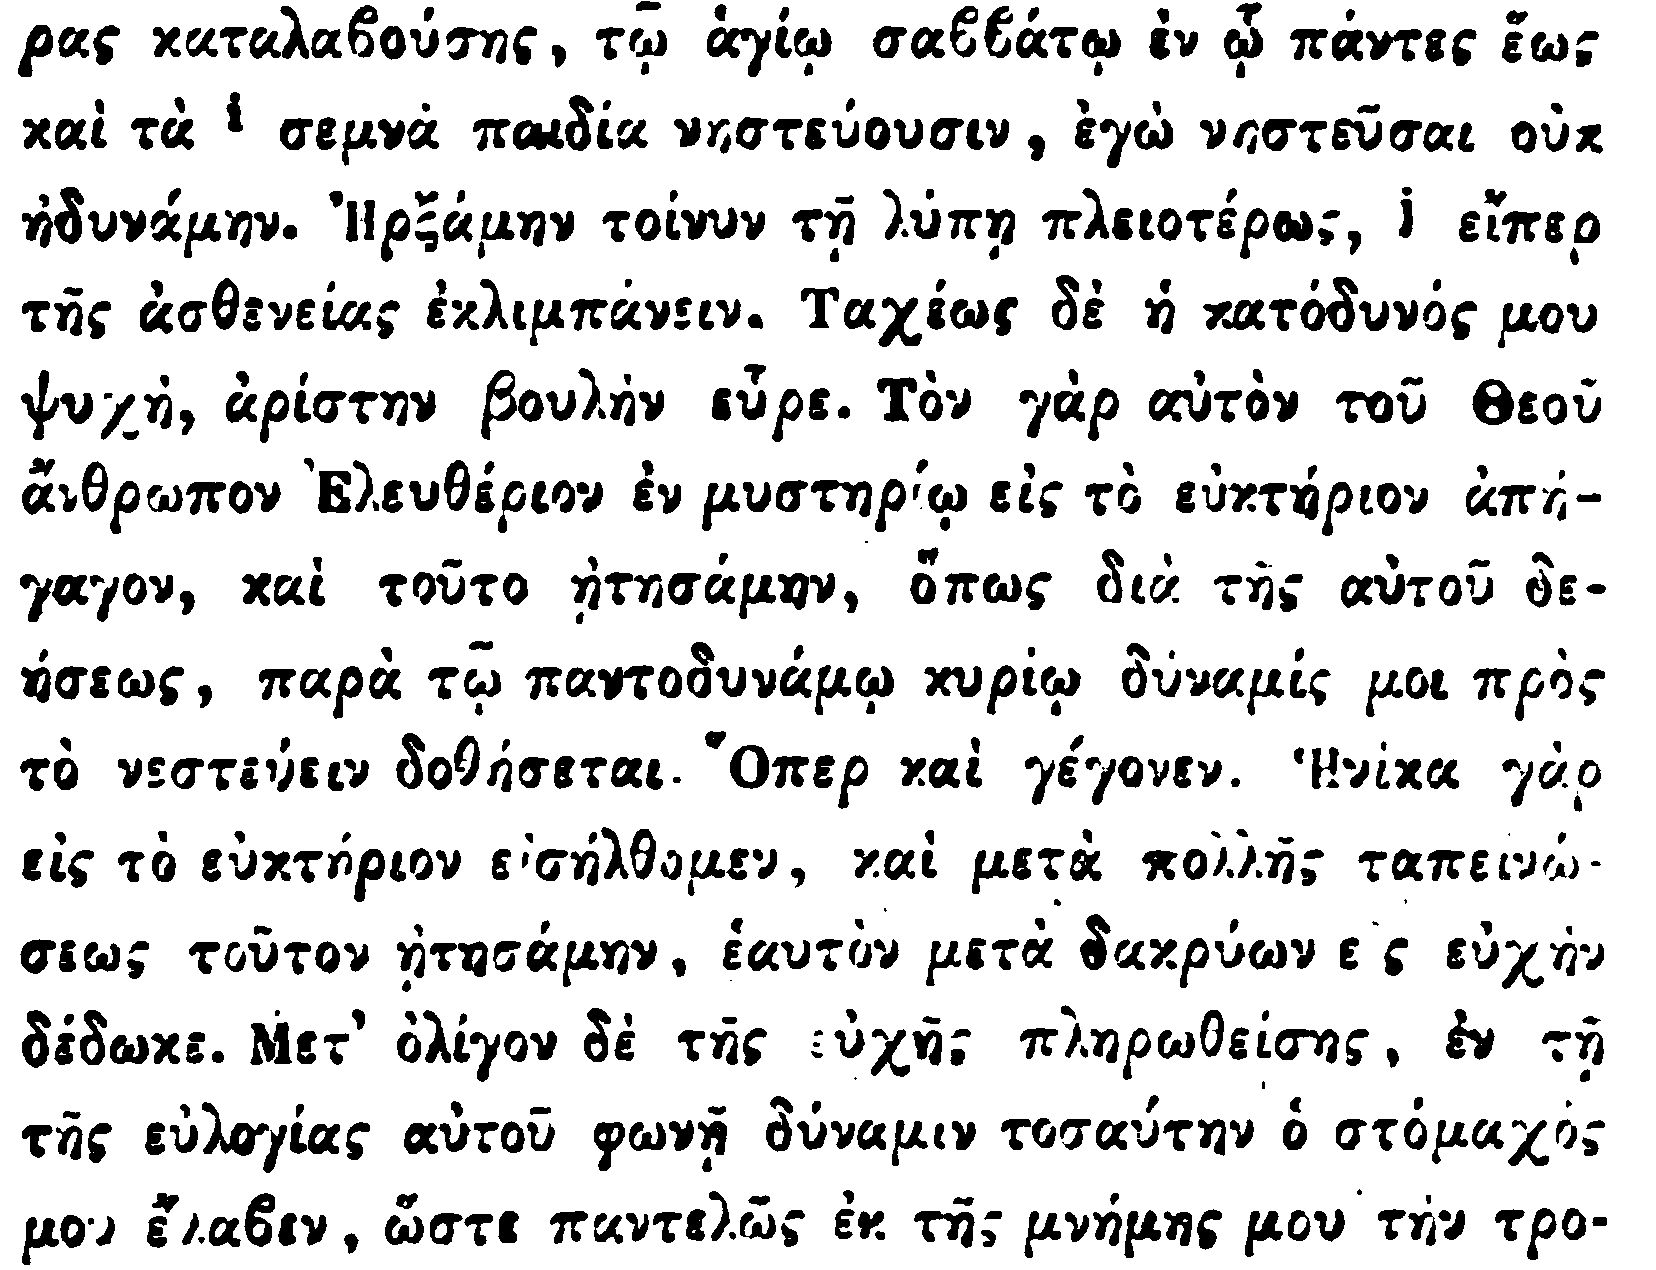 ρας καταλαβούσης, τῷ ἁγίῳ σαββάτῳ ἐν ᾧ πάντες ἕως
καὶ τὰ i σεμνὰ παιδία νηστεύουσιν, ἐγὼ νηστεῦσαι οὐκ
ἠδυνάμην. Ἠρξάμην τοίνυν τῇ λύπῃ πλειοτέρως, j εἴπερ
τῆς ἀσθενείας ἐκλιμπάνειν. Ταχέως δὲ ἡ κατόδυνός μου
ψυχὴ, ἀρίστην βουλὴν εὗρε. Τὸν γὰρ αὐτὸν τοῦ Θεοῦ
ἄνθρωπον Ἐλευθέριον ἐν μυστηρίῳ εἰς τὸ εὐκτήριον ἀπή-
γαγον, καὶ τοῦτο ᾐτησάμην, ὅπως διὰ τῆς αὐτοῦ δε-
ήσεως, παρὰ τῷ παντοδυνάμῳ κυρίῳ δύναμίς μοι πρὸς
τὸ νεστεύειν δοθήσεται. Ὅπερ καὶ γέγονεν. Ἡνίκα γὰρ
εἰς τὸ εὐκτήριον εἰσήλθομεν, καὶ μετὰ πολλῆς ταπεινώ-
σεως τοῦτον ᾐτησάμην, ἑαυτὸν μετὰ δακρύων εἰς εὐχὴν
δέδωκε. Μετ’ ὀλίγον δὲ τῆς εὐχῆς πληρωθείσης, ἐν τῇ
τῆς εὐλογίας αὐτοῦ φωνῇ δύναμιν τοσαύτην ὁ στόμαχός
μου ἔλαβεν, ὥστε παντελῶς ἐκ τῆς μνήμης μου τὴν τρο-